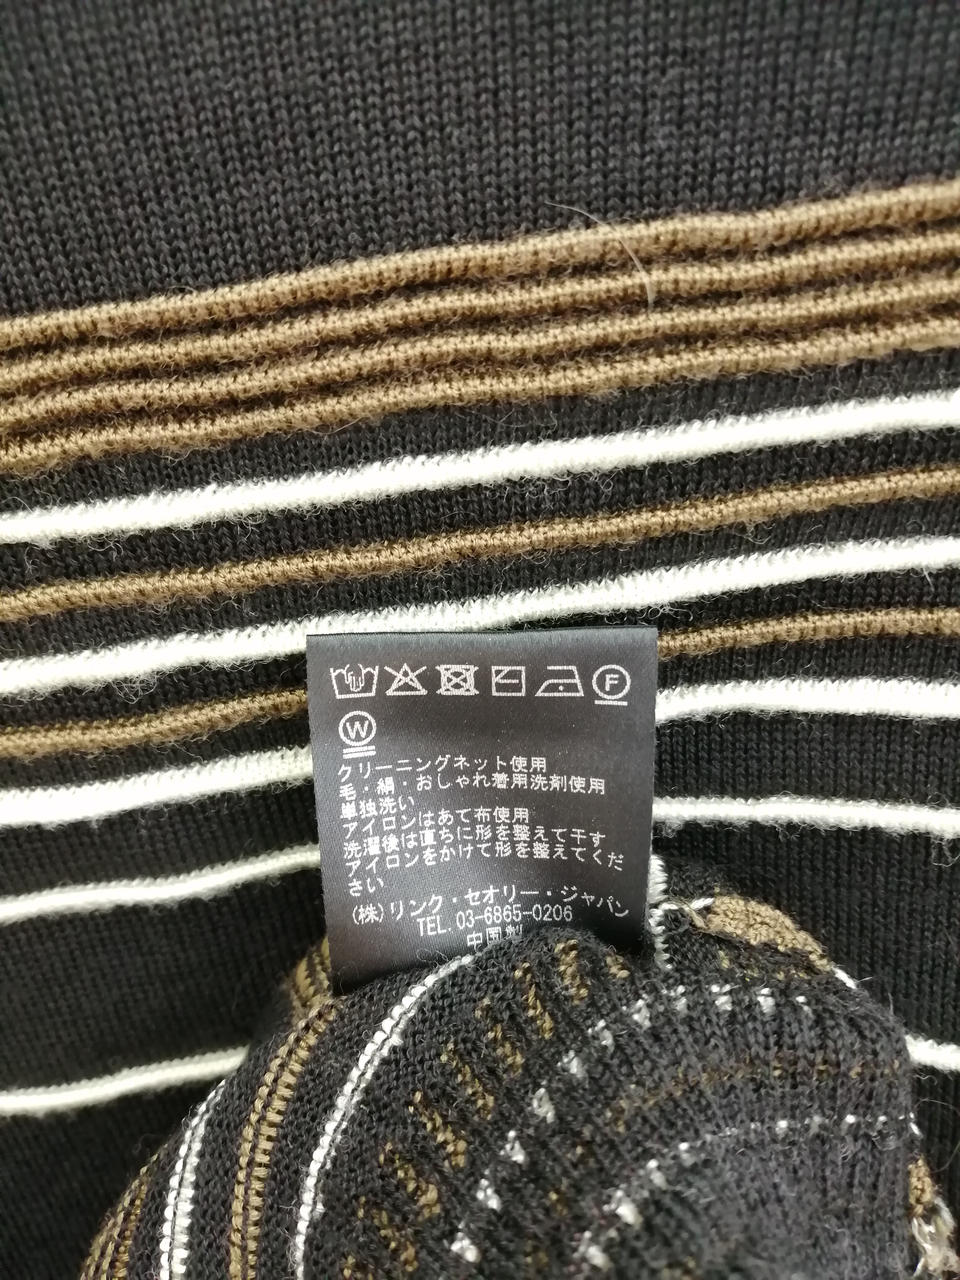 F
W
クリーニングネット使用
毛・絹・おしゃれ着用洗剤使用
単独洗い
アイロンはあて布使用
洗濯後は直ちに形を整えて干す
アイロンをかけて形を整えてくだ
さい
(株)リンク・セオリー・ジャパン
TEL.03-6865-0206
中国製